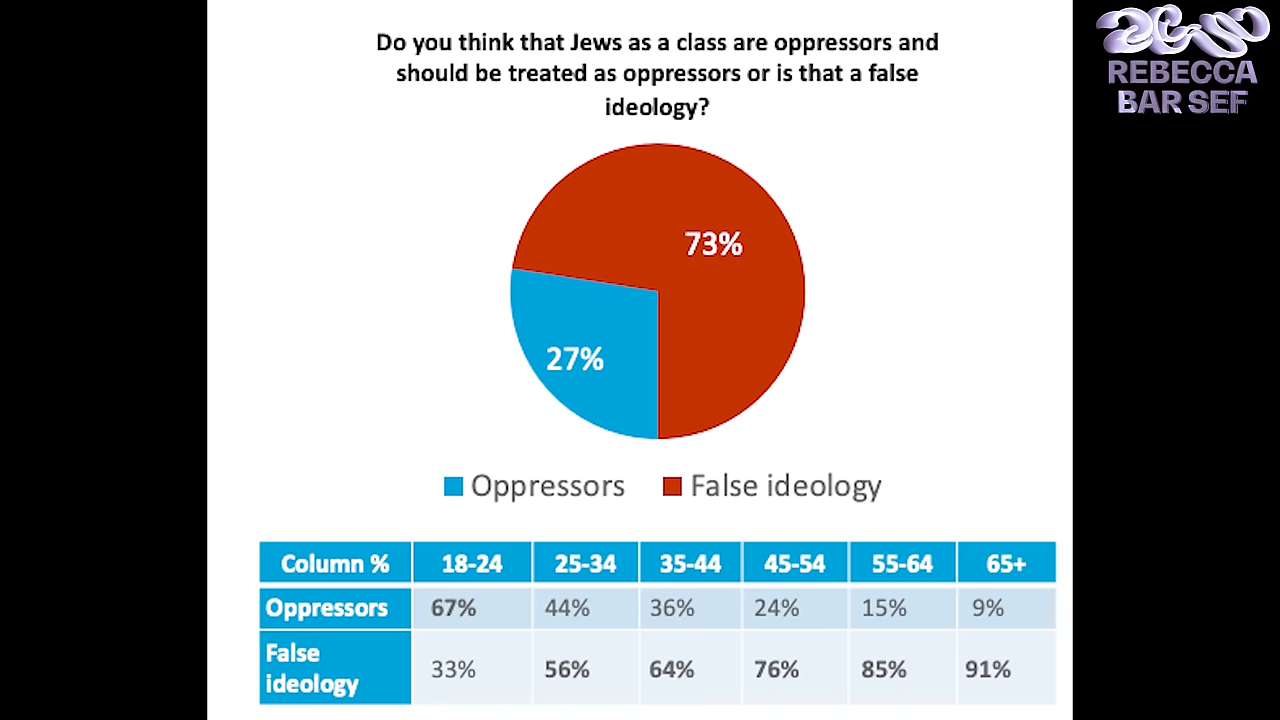 Do you think that Jews as a class are oppressors and
should be treated as oppressors or is that a false
ideology?
REBECCA
BAR SEF
73%
27%
Oppressors False ideology
Column % 18-24 25-34 35-44 45-54 55-64 65+
Oppressors 67% 44% 36% 24% 15% 9%
False
ideology 33% 56% 64% 76% 85% 91%